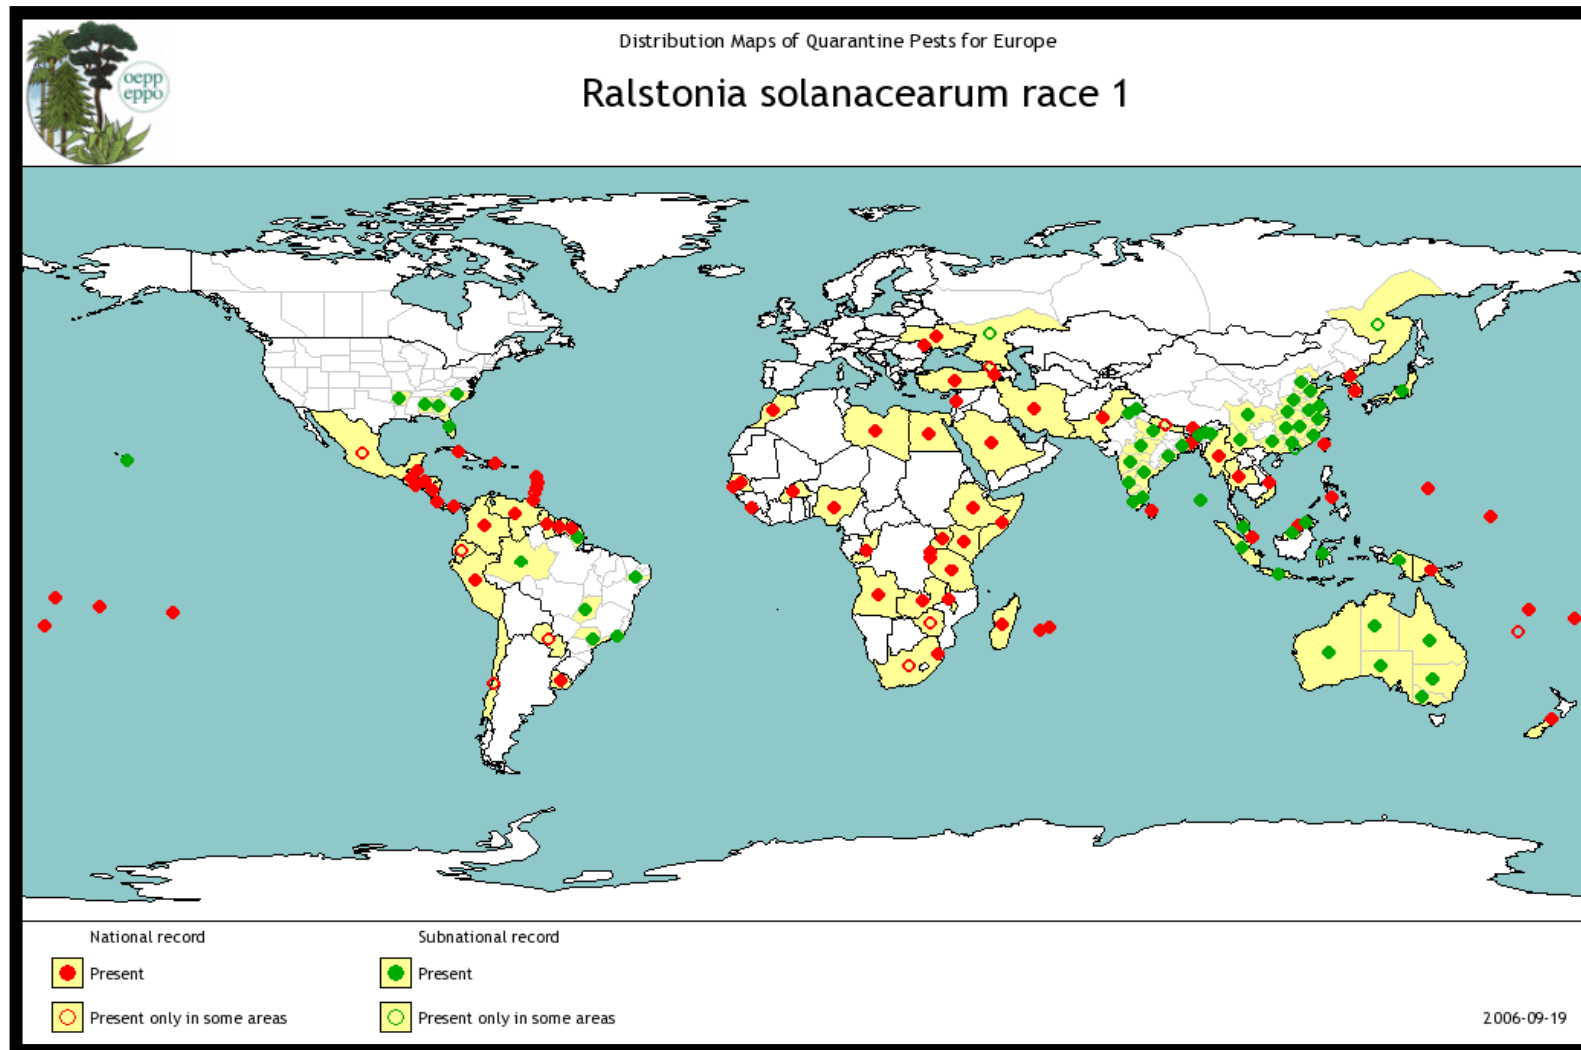 oepp
eppo
Distribution Maps of Quarantine Pests for Europe
Ralstonia solanacearum race 1
National record
Subnational record
Present
Present
Present only in some areas
Present only in some areas
2006-09-19